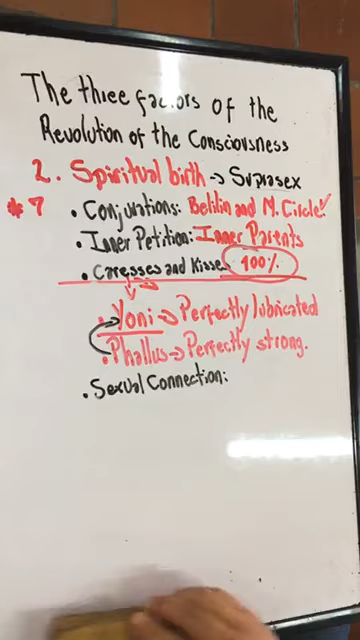 The three factors of the
Revolution of the Consciousness
2. Spiritual birth → Suprasex
#7 • Conjurations: Belilin and M. Circle! ✓
• Inner Petition: Inner Parents
• Caresses and Kisses 100%
• Yoni → Perfectly lubricated
• Phallus → Perfectly strong.
• Sexual Connection: